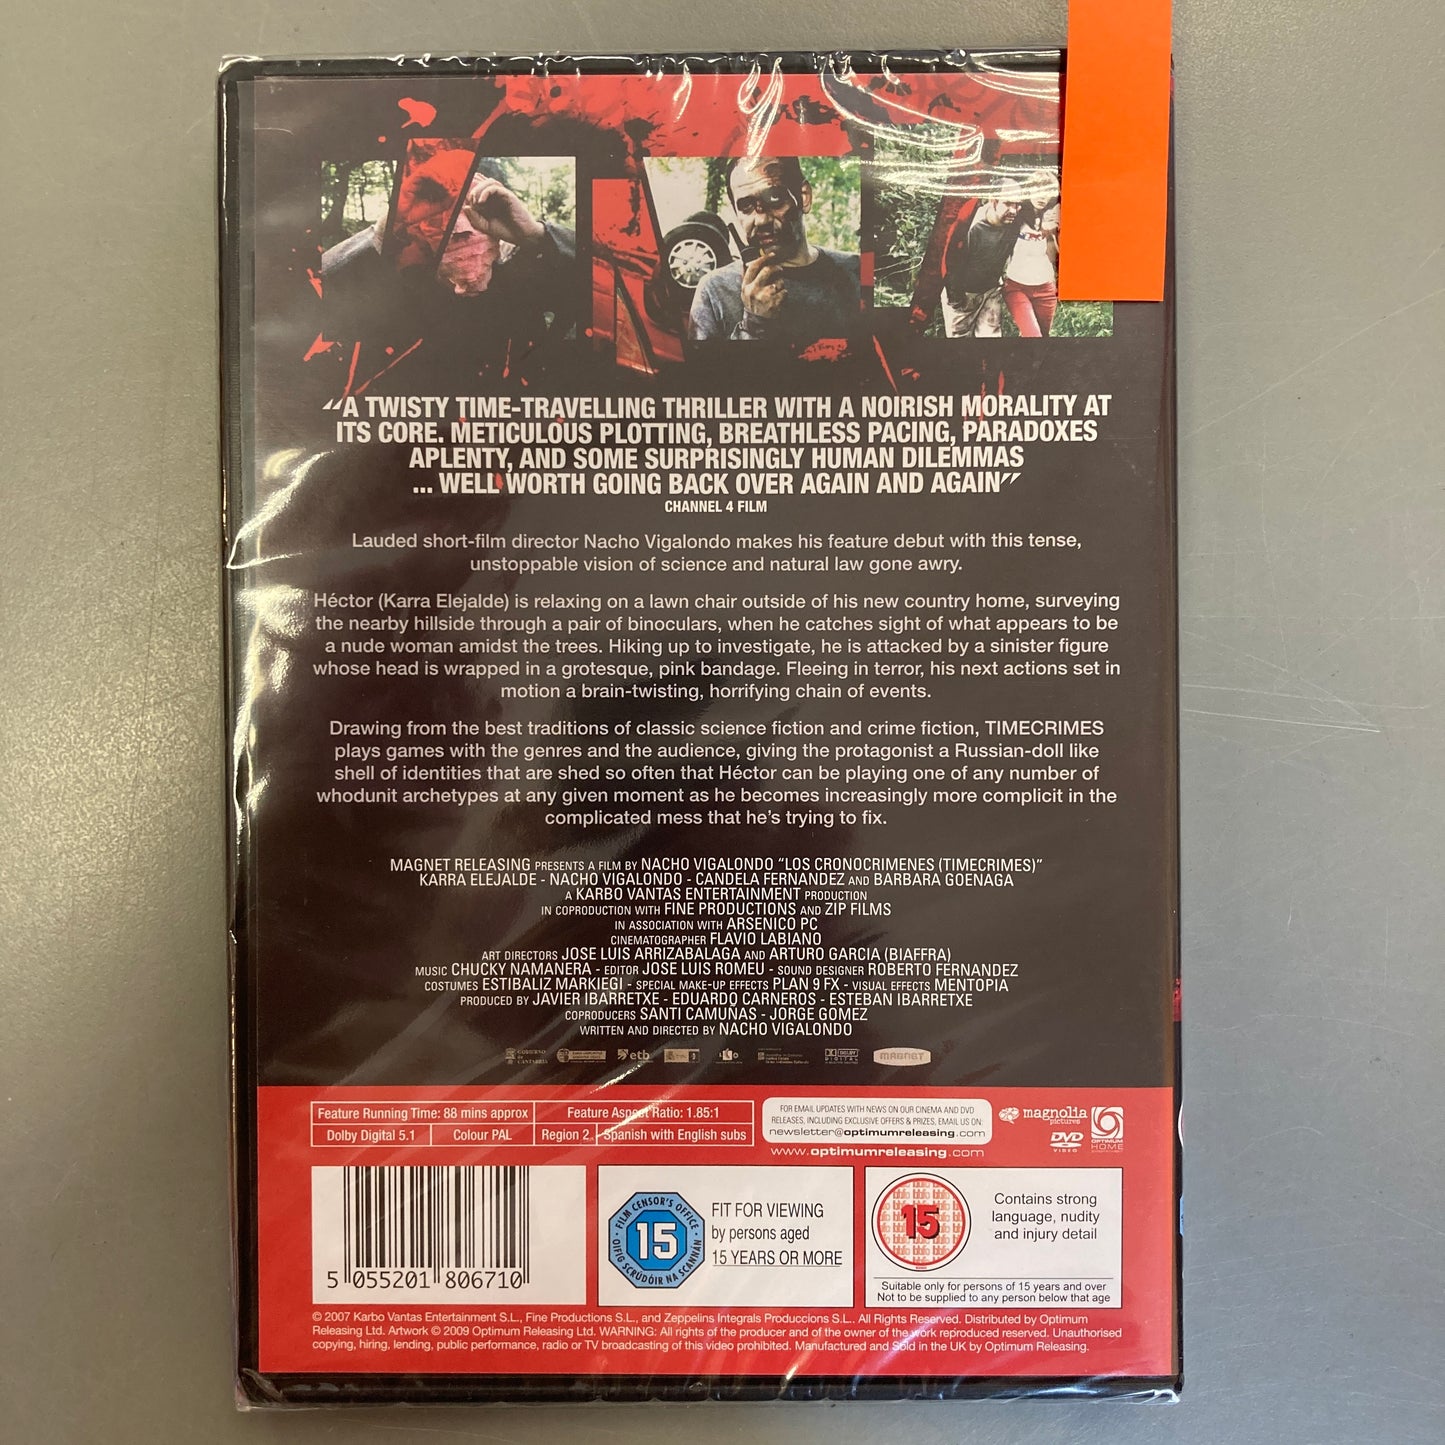 “A TWISTY TIME-TRAVELLING THRILLER WITH A NOIRISH MORALITY AT
ITS CORE. METICULOUS PLOTTING, BREATHLESS PACING, PARADOXES
APLENTY, AND SOME SURPRISINGLY HUMAN DILEMMAS
... WELL WORTH GOING BACK OVER AGAIN AND AGAIN”
CHANNEL 4 FILM
Lauded short-film director Nacho Vigalondo makes his feature debut with this tense,
unstoppable vision of science and natural law gone awry.
Héctor (Karra Elejalde) is relaxing on a lawn chair outside of his new country home, surveying
the nearby hillside through a pair of binoculars, when he catches sight of what appears to be
a nude woman amidst the trees. Hiking up to investigate, he is attacked by a sinister figure
whose head is wrapped in a grotesque, pink bandage. Fleeing in terror, his next actions set in
motion a brain-twisting, horrifying chain of events.
Drawing from the best traditions of classic science fiction and crime fiction, TIMECRIMES
plays games with the genres and the audience, giving the protagonist a Russian-doll like
shell of identities that are shed so often that Héctor can be playing one of any number of
whodunit archetypes at any given moment as he becomes increasingly more complicit in the
complicated mess that he's trying to fix.
MAGNET RELEASING PRESENTS A FILM BY NACHO VIGALONDO “LOS CRONOCRIMENES (TIMECRIMES)”
KARRA ELEJALDE - NACHO VIGALONDO - CANDELA FERNANDEZ AND BARBARA GOENAGA
A KARBO VANTAS ENTERTAINMENT PRODUCTION
IN COPRODUCTION WITH FINE PRODUCTIONS AND ZIP FILMS
IN ASSOCIATION WITH ARSENICO PC
CINEMATOGRAPHER FLAVIO LABIANO
ART DIRECTORS JOSE LUIS ARRIZABALAGA AND ARTURO GARCIA (BIAFFRA)
MUSIC CHUCKY NAMANERA - EDITOR JOSE LUIS ROMEU - SOUND DESIGNER ROBERTO FERNANDEZ
COSTUMES ESTIBALIZ MARKIEGI - SPECIAL MAKE-UP EFFECTS PLAN 9 FX - VISUAL EFFECTS MENTOPIA
PRODUCED BY JAVIER IBARRETXE - EDUARDO CARNEROS - ESTEBAN IBARRETXE
COPRODUCERS SANTI CAMUÑAS - JORGE GOMEZ
WRITTEN AND DIRECTED BY NACHO VIGALONDO
GOBIERNO de CANTABRIA etb DOLBY DIGITAL MAGNET
Feature Running Time: 88 mins approx Feature Aspect Ratio: 1.85:1
Dolby Digital 5.1 Colour PAL Region 2 Spanish with English subs
FOR EMAIL UPDATES WITH NEWS ON OUR CINEMA AND DVD
RELEASES, INCLUDING EXCLUSIVE OFFERS & PRIZES, EMAIL US ON:
newsletter@optimumreleasing.com
www.optimumreleasing.com
magnolia
pictures
DVD
VIDEO
OPTIMUM
HOME
5 055201 806710
FILM CENSOR'S OFFICE
15
OIFIG SCRÚDÓIR NA SCANNÁN
FIT FOR VIEWING
by persons aged
15 YEARS OR MORE
15
Contains strong
language, nudity
and injury detail
Suitable only for persons of 15 years and over
Not to be supplied to any person below that age
© 2007 Karbo Vantas Entertainment S.L., Fine Productions S.L., and Zeppelins Integrals Produccions S.L.. All Rights Reserved. Distributed by Optimum
Releasing Ltd. Artwork © 2009 Optimum Releasing Ltd. WARNING: All rights of the producer and of the owner of the work reproduced reserved. Unauthorised
copying, hiring, lending, public performance, radio or TV broadcasting of this video prohibited. Manufactured and Sold in the UK by Optimum Releasing.